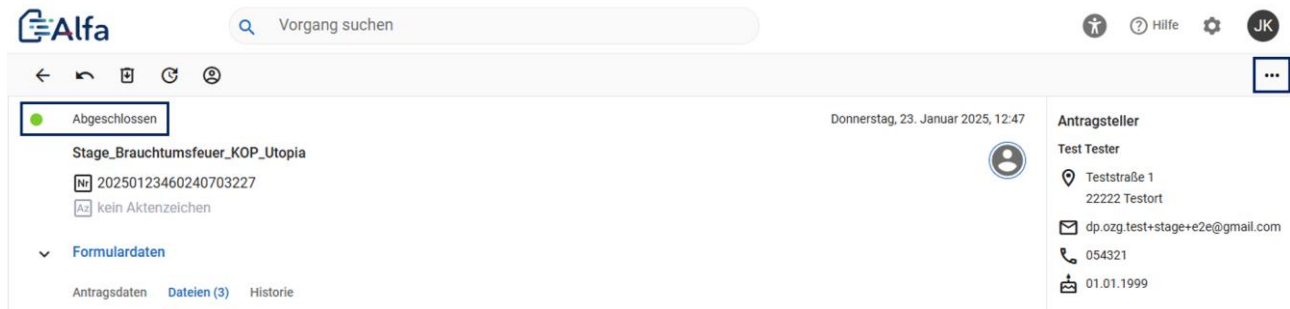 Alfa
Vorgang suchen
Hilfe
JK
Abgeschlossen
Donnerstag, 23. Januar 2025, 12:47
Stage_Brauchtumsfeuer_KOP_Utopia
Nr 20250123460240703227
Az kein Aktenzeichen
Formulardaten
Antragsdaten Dateien (3) Historie
Antragsteller
Test Tester
Teststraße 1
22222 Testort
dp.ozg.test+stage+e2e@gmail.com
054321
01.01.1999